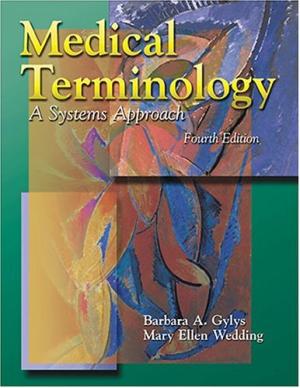 Medical
Terminology
A Systems Approach
Fourth Edition
Barbara A. Gylys
Mary Ellen Wedding